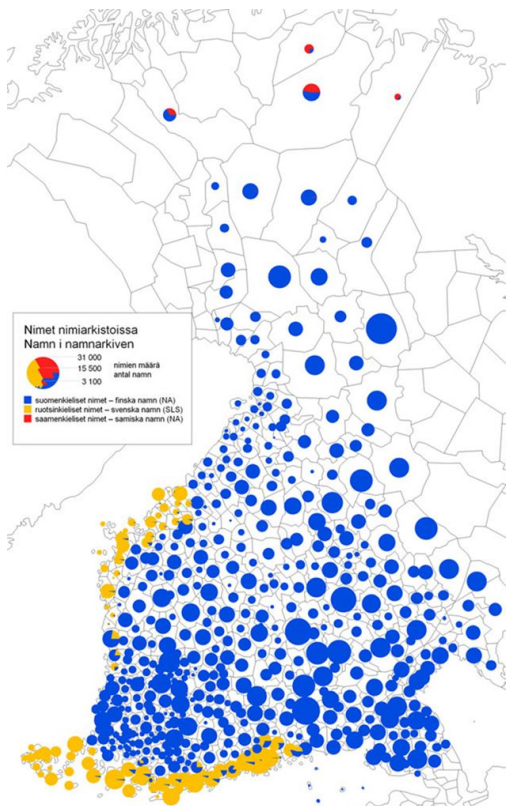 Nimet nimiarkistoissa
Namn i namnarkiven
31 000
15 500
3 100
nimien määrä
antal namn
suomenkieliset nimet – finska namn (NA)
ruotsinkieliset nimet – svenska namn (SLS)
saamenkieliset nimet – samiska namn (NA)